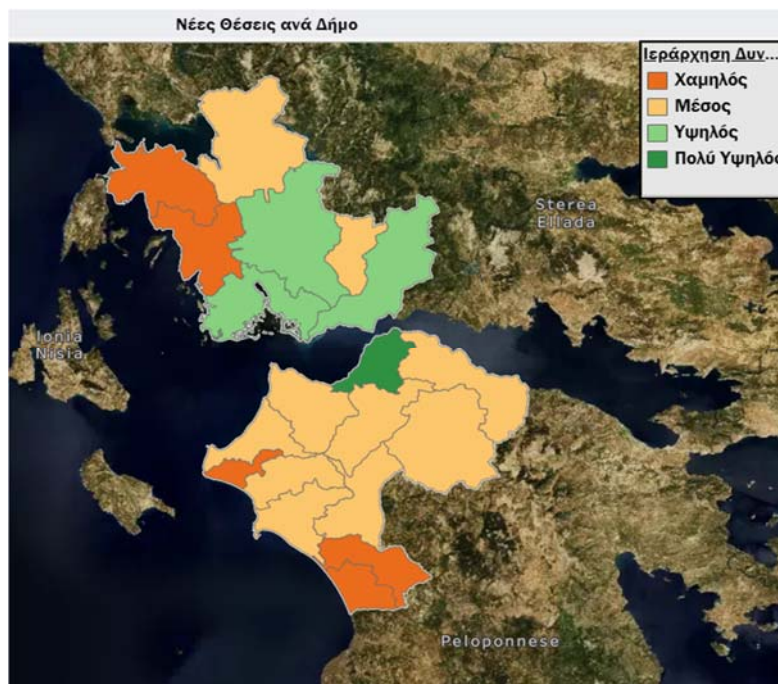 Νέες Θέσεις ανά Δήμο
Ιεράρχηση Δυν...
Χαμηλός
Μέσος
Υψηλός
Πολύ Υψηλός
Sterea
Ellada
Ionia
Nisia
Peloponnese